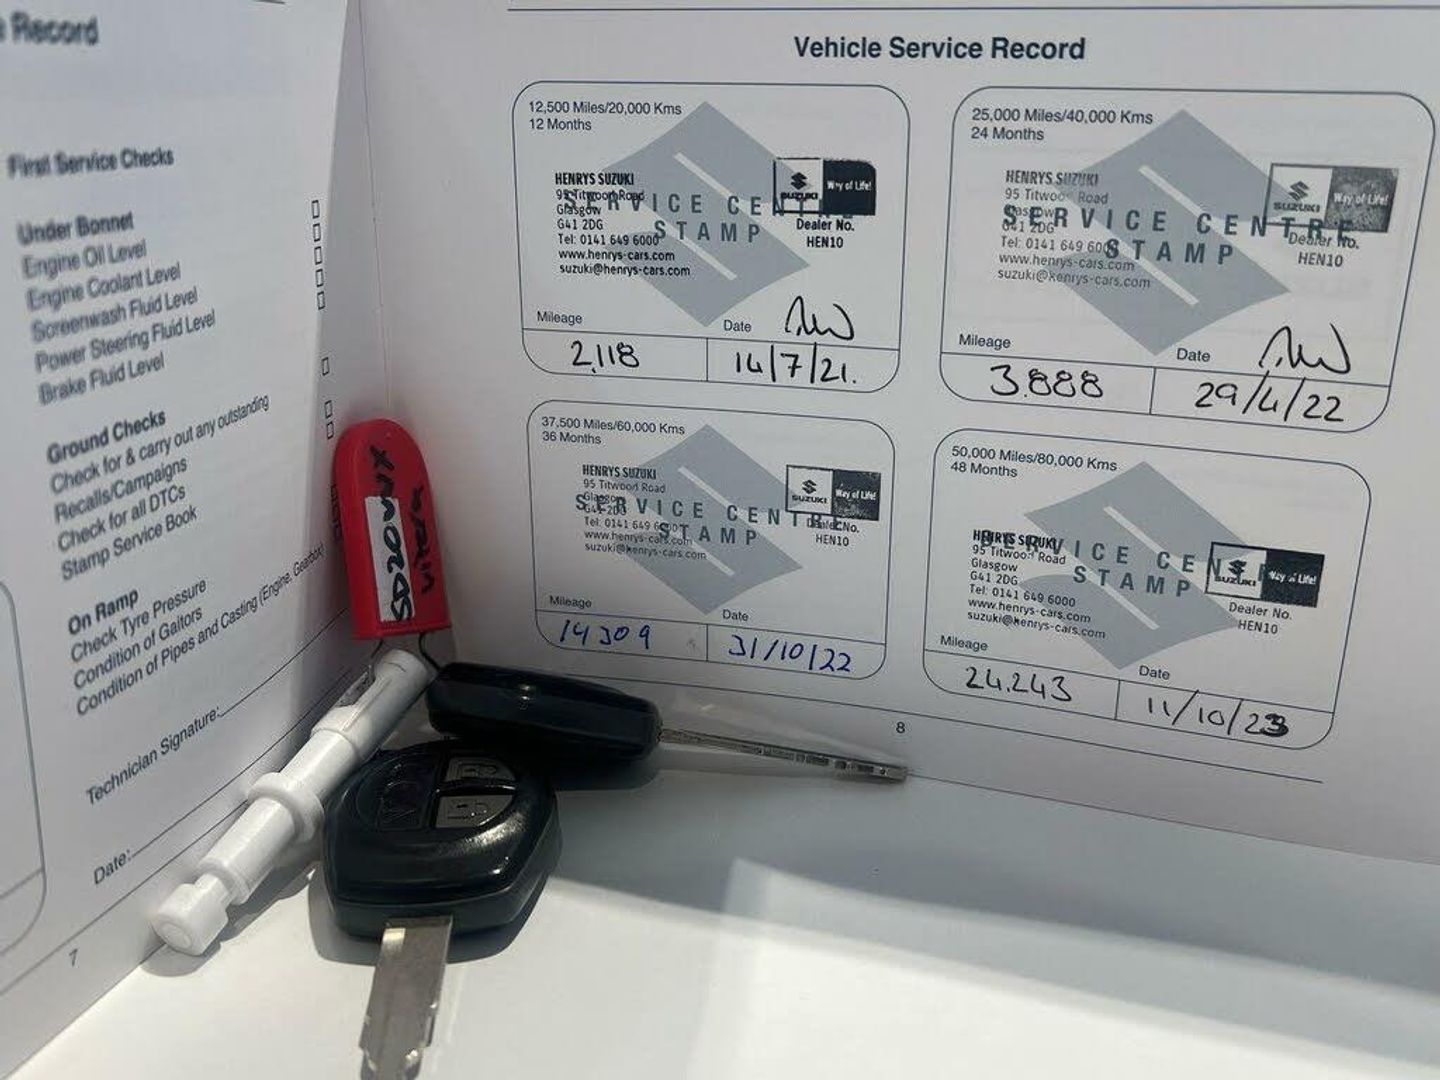 Record
First Service Checks
Under Bonnet
Engine Oil Level
Engine Coolant Level
Screenwash Fluid Level
Power Steering Fluid Level
Brake Fluid Level
Ground Checks
Check for & carry out any outstanding
Recalls/Campaigns
Check for all DTCs
Stamp Service Book
On Ramp
Check Tyre Pressure
Condition of Gaitors
Condition of Pipes and Casting (Engine, Gearbox)
Technician Signature:
Date:
7
Vehicle Service Record
12,500 Miles/20,000 Kms
12 Months
SERVICE CENTRE
STAMP
HENRYS SUZUKI
95 Titwood Road
Glasgow
G41 2DG
Tel: 0141 649 6000
www.henrys-cars.com
suzuki@henrys-cars.com
SUZUKI
Way of Life!
Dealer No.
HEN10
Mileage
Date
2,118
14/7/21.
25,000 Miles/40,000 Kms
24 Months
SERVICE CENTRE
STAMP
HENRYS SUZUKI
95 Titwood Road
Glasgow
G41 2DG
Tel: 0141 649 6000
www.henrys-cars.com
suzuki@henrys-cars.com
SUZUKI
Way of Life!
Dealer No.
HEN10
Mileage
Date
3.888
29/4/22
37,500 Miles/60,000 Kms
36 Months
SERVICE CENTRE
STAMP
HENRYS SUZUKI
95 Titwood Road
Glasgow
G41 2DG
Tel: 0141 649 6000
www.henrys-cars.com
suzuki@henrys-cars.com
SUZUKI
Way of Life!
Dealer No.
HEN10
Mileage
Date
14309
31/10/22
50,000 Miles/80,000 Kms
48 Months
SERVICE CENTRE
STAMP
HENRYS SUZUKI
95 Titwood Road
Glasgow
G41 2DG
Tel: 0141 649 6000
www.henrys-cars.com
suzuki@henrys-cars.com
SUZUKI
Way of Life!
Dealer No.
HEN10
Mileage
Date
24.243
11/10/23
8